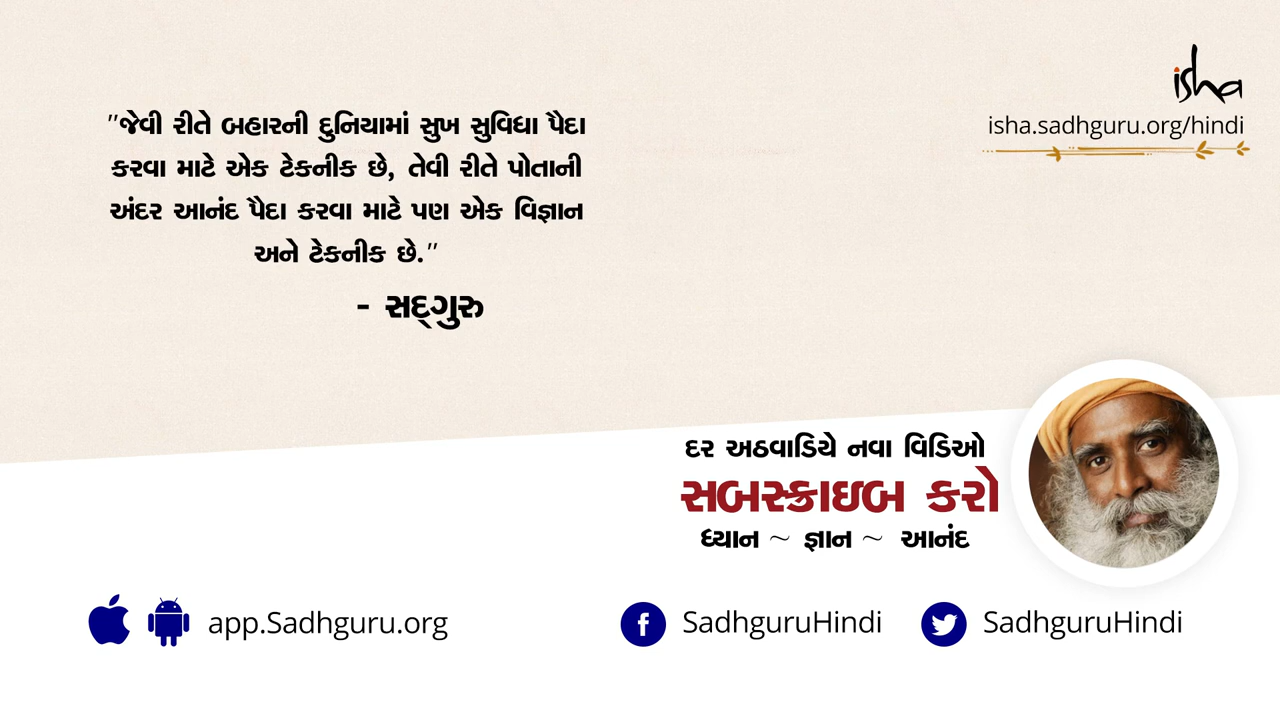 "જેવી રીતે બહારની દુનિયામાં સુખ સુવિધા પૈદા
કરવા માટે એક ટેકનીક છે, તેવી રીતે પોતાની
અંદર આનંદ પૈદા કરવા માટે પણ એક વિજ્ઞાન
અને ટેકનીક છે."
- સદ્‌ગુરુ
isha
isha.sadhguru.org/hindi
દર અઠવાડિયે નવા વિડિઓ
સબસ્ક્રાઇબ કરો
ધ્યાન ~ જ્ઞાન ~ આનંદ
app.Sadhguru.org
SadhguruHindi
SadhguruHindi